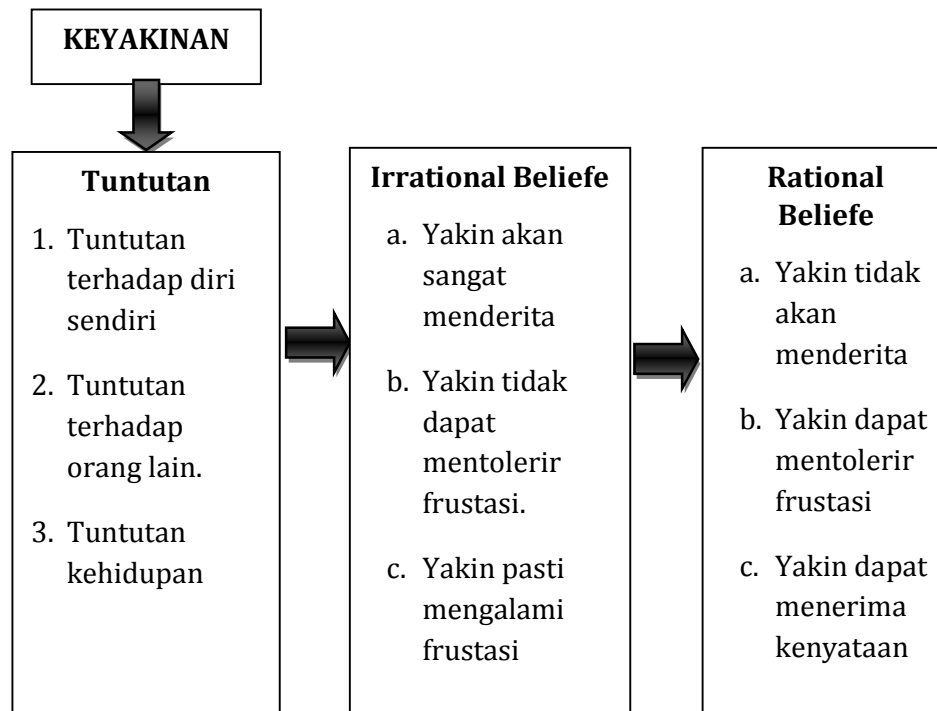 KEYAKINAN
Tuntutan
1. Tuntutan
terhadap diri
sendiri
2. Tuntutan
terhadap
orang lain.
3. Tuntutan
kehidupan
Irrational Beliefe
a. Yakin akan
sangat
menderita
b. Yakin tidak
dapat
mentolerir
frustasi.
c. Yakin pasti
mengalami
frustasi
Rational
Beliefe
a. Yakin tidak
akan
menderita
b. Yakin dapat
mentolerir
frustasi
c. Yakin dapat
menerima
kenyataan